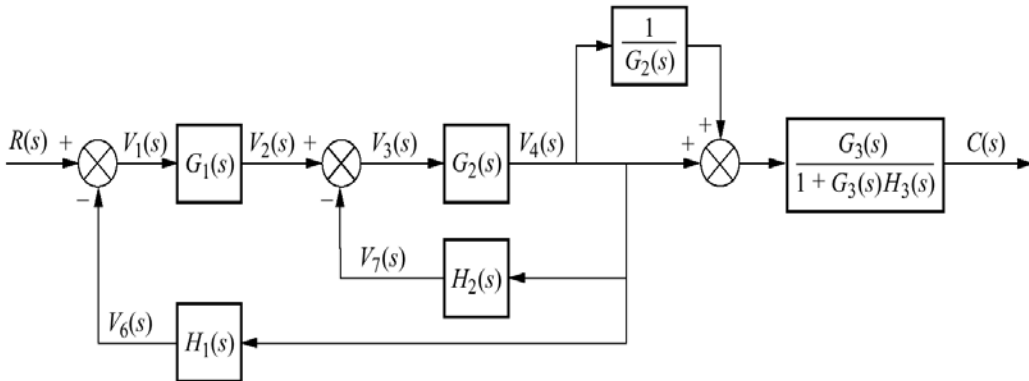 1
G₂(s)
R(s) + V₁(s) G₁(s) V₂(s) + V₃(s) G₂(s) V₄(s) + + G₃(s) C(s)
1 + G₃(s)H₃(s)
− −
V₇(s) H₂(s)
V₆(s) H₁(s)